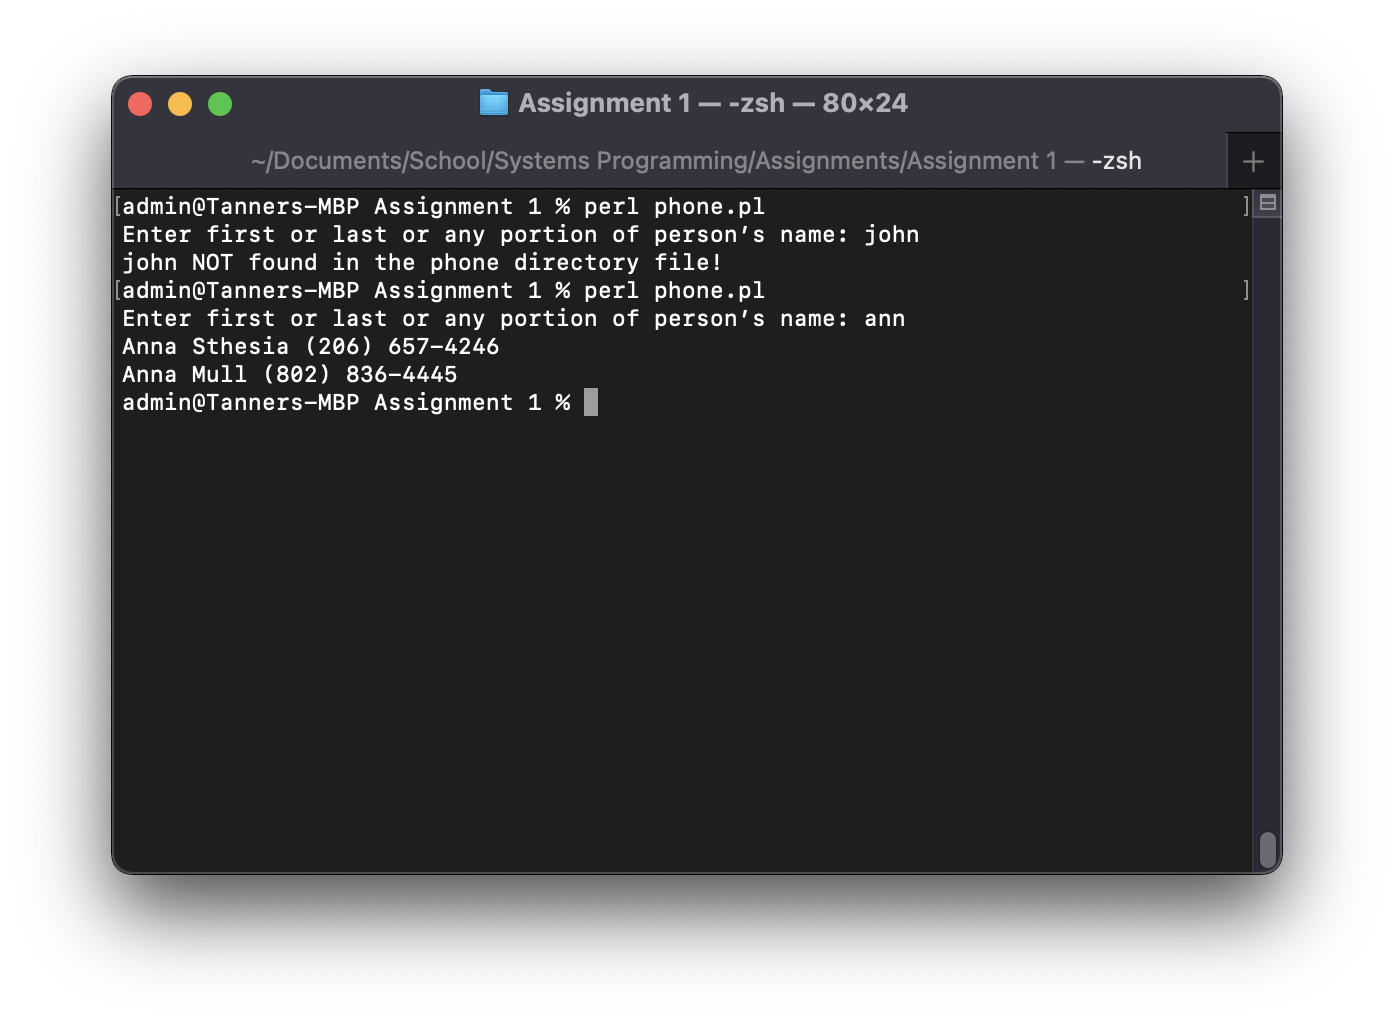 Assignment 1 — -zsh — 80×24
~/Documents/School/Systems Programming/Assignments/Assignment 1 — -zsh
[admin@Tanners-MBP Assignment 1 % perl phone.pl ]
Enter first or last or any portion of person’s name: john
john NOT found in the phone directory file!
[admin@Tanners-MBP Assignment 1 % perl phone.pl ]
Enter first or last or any portion of person’s name: ann
Anna Sthesia (206) 657-4246
Anna Mull (802) 836-4445
admin@Tanners-MBP Assignment 1 %